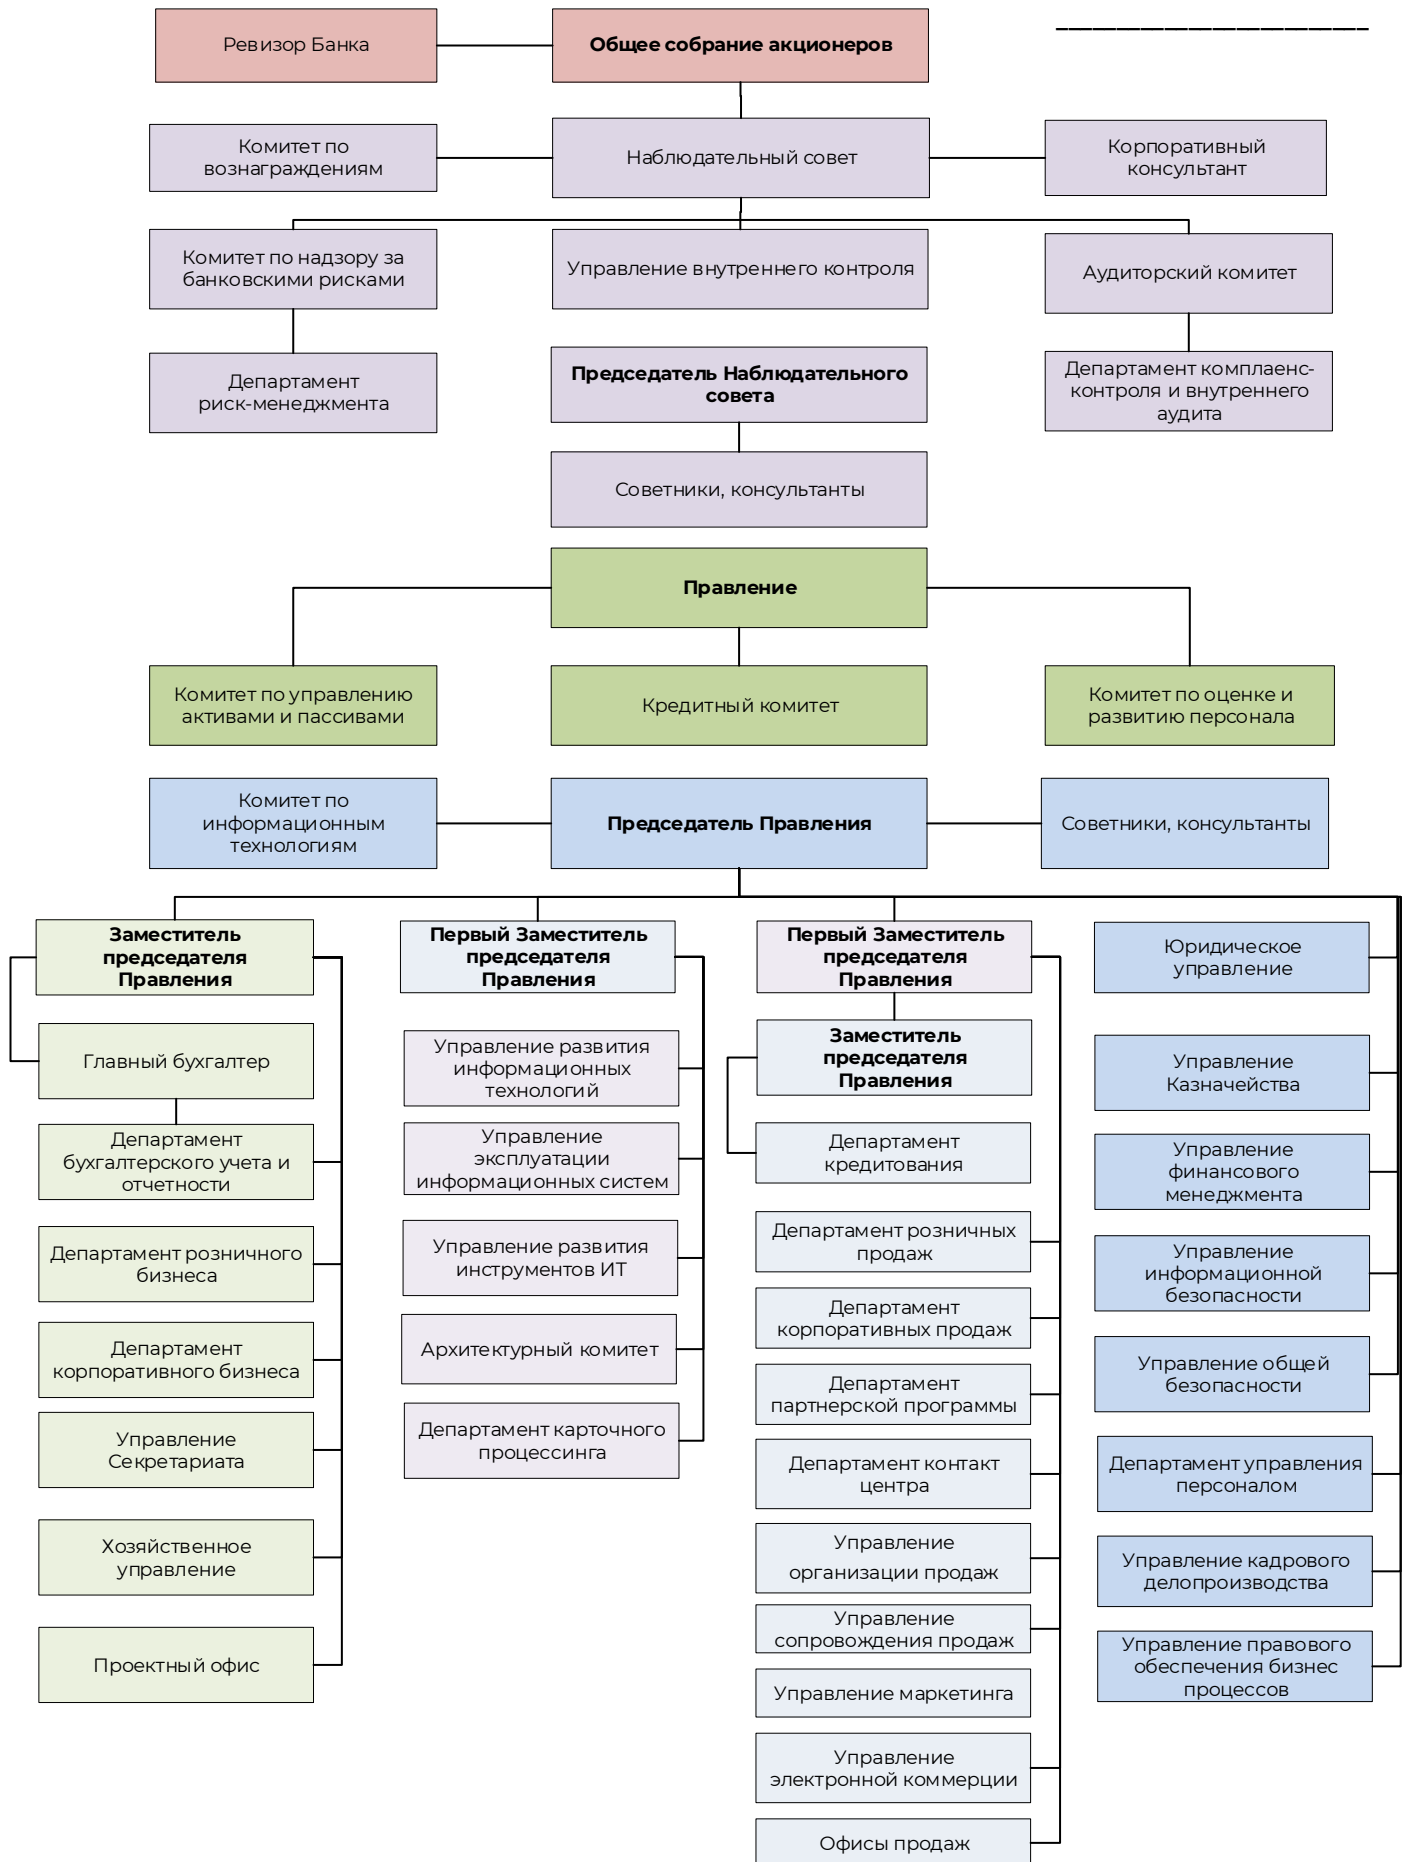 Ревизор Банка
Общее собрание акционеров
Комитет по
вознаграждениям
Наблюдательный совет
Корпоративный
консультант
Комитет по надзору за
банковскими рисками
Управление внутреннего контроля
Аудиторский комитет
Департамент
риск-менеджмента
Председатель Наблюдательного
совета
Департамент комплаенс-
контроля и внутреннего
аудита
Советники, консультанты
Правление
Комитет по управлению
активами и пассивами
Кредитный комитет
Комитет по оценке и
развитию персонала
Комитет по
информационным
технологиям
Председатель Правления
Советники, консультанты
Заместитель
председателя
Правления
Главный бухгалтер
Департамент
бухгалтерского учета и
отчетности
Департамент розничного
бизнеса
Департамент
корпоративного бизнеса
Управление
Секретариата
Хозяйственное
управление
Проектный офис
Первый Заместитель
председателя
Правления
Управление развития
информационных
технологий
Управление
эксплуатации
информационных систем
Управление развития
инструментов ИТ
Архитектурный комитет
Департамент карточного
процессинга
Первый Заместитель
председателя
Правления
Заместитель
председателя
Правления
Департамент
кредитования
Департамент розничных
продаж
Департамент
корпоративных продаж
Департамент
партнерской программы
Департамент контакт
центра
Управление
организации продаж
Управление
сопровождения продаж
Управление маркетинга
Управление
электронной коммерции
Офисы продаж
Юридическое
управление
Управление
Казначейства
Управление
финансового
менеджмента
Управление
информационной
безопасности
Управление общей
безопасности
Департамент управления
персоналом
Управление кадрового
делопроизводства
Управление правового
обеспечения бизнес
процессов